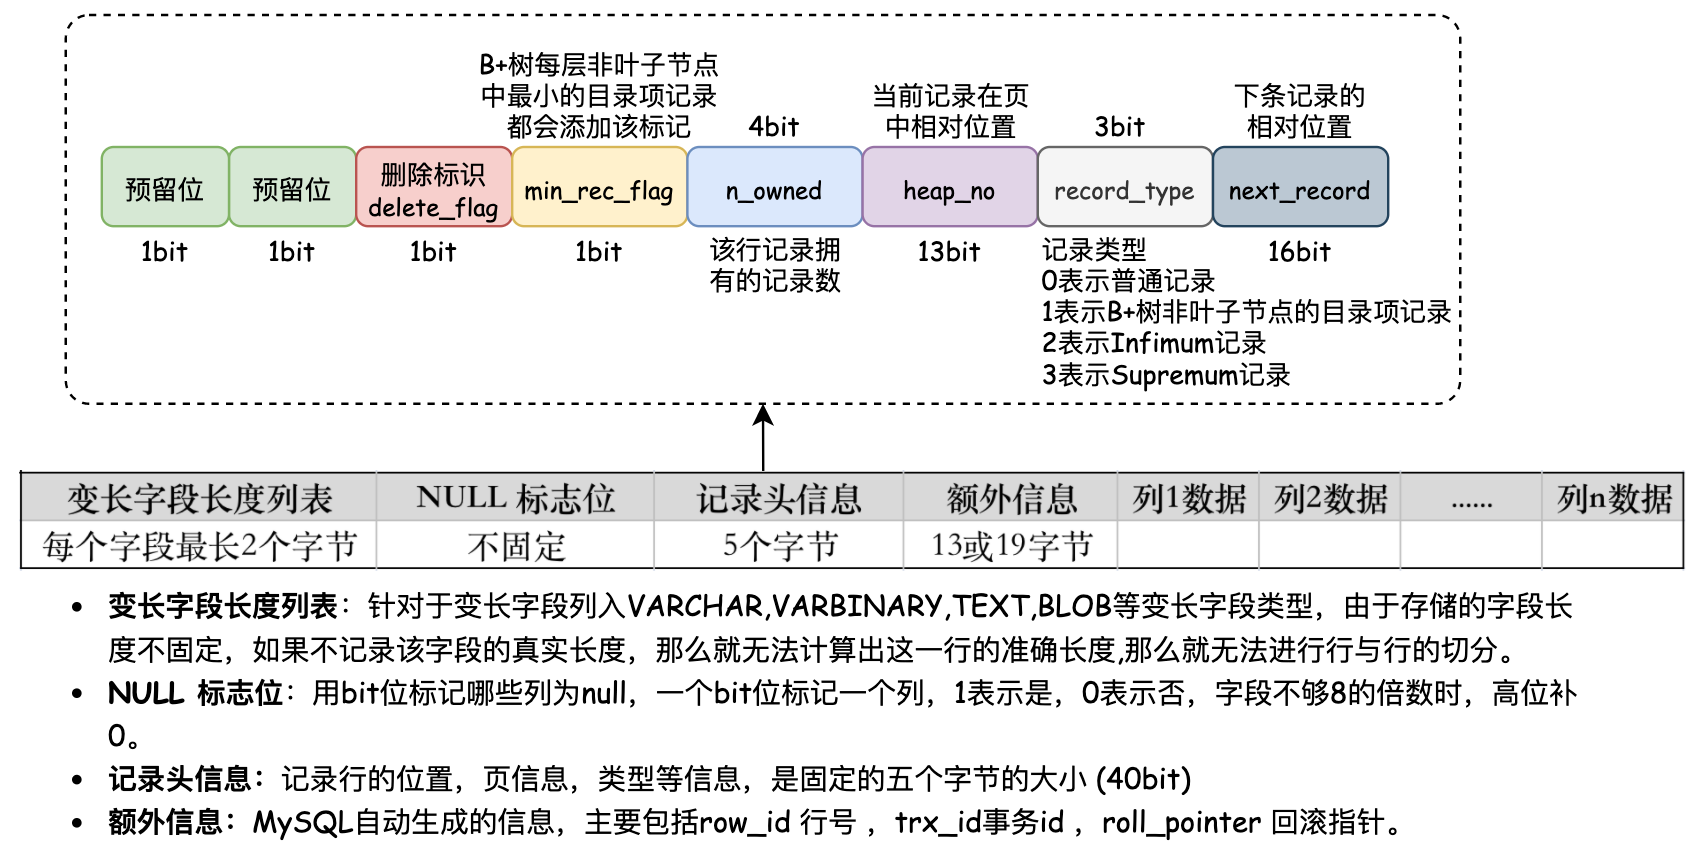 B+树每层非叶子节点
中最小的目录项记录
都会添加该标记
4bit
当前记录在页
中相对位置
3bit
下条记录的
相对位置
预留位
预留位
删除标识
delete_flag
min_rec_flag
n_owned
heap_no
record_type
next_record
1bit
1bit
1bit
1bit
该行记录拥
有的记录数
13bit
记录类型
0表示普通记录
1表示B+树非叶子节点的目录项记录
2表示Infimum记录
3表示Supremum记录
16bit
变长字段长度列表 NULL 标志位 记录头信息 额外信息 列1数据 列2数据 ...... 列n数据
每个字段最长2个字节 不固定 5个字节 13或19字节
• 变长字段长度列表：针对于变长字段列入VARCHAR,VARBINARY,TEXT,BLOB等变长字段类型，由于存储的字段长
度不固定，如果不记录该字段的真实长度，那么就无法计算出这一行的准确长度,那么就无法进行行与行的切分。
• NULL 标志位：用bit位标记哪些列为null，一个bit位标记一个列，1表示是，0表示否，字段不够8的倍数时，高位补
0。
• 记录头信息：记录行的位置，页信息，类型等信息，是固定的五个字节的大小 (40bit)
• 额外信息：MySQL自动生成的信息，主要包括row_id 行号 ，trx_id事务id ，roll_pointer 回滚指针。